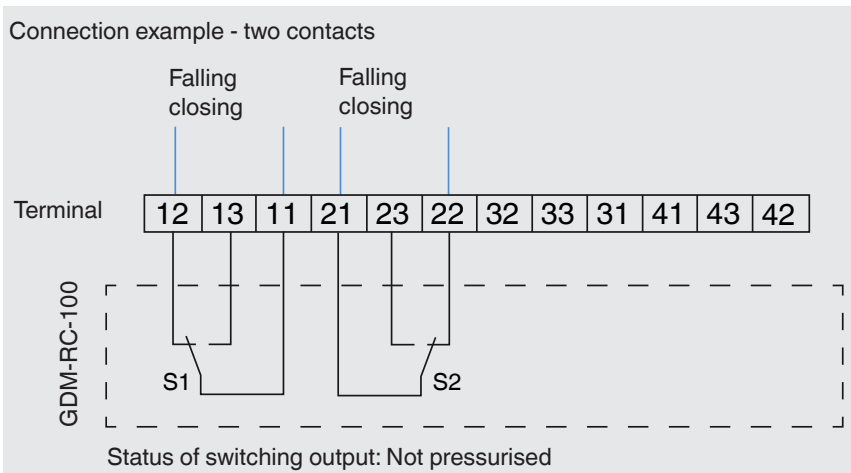 Connection example - two contacts
Falling
closing
Falling
closing
Terminal
12 13 11 21 23 22 32 33 31 41 43 42
GDM-RC-100
S1
S2
Status of switching output: Not pressurised